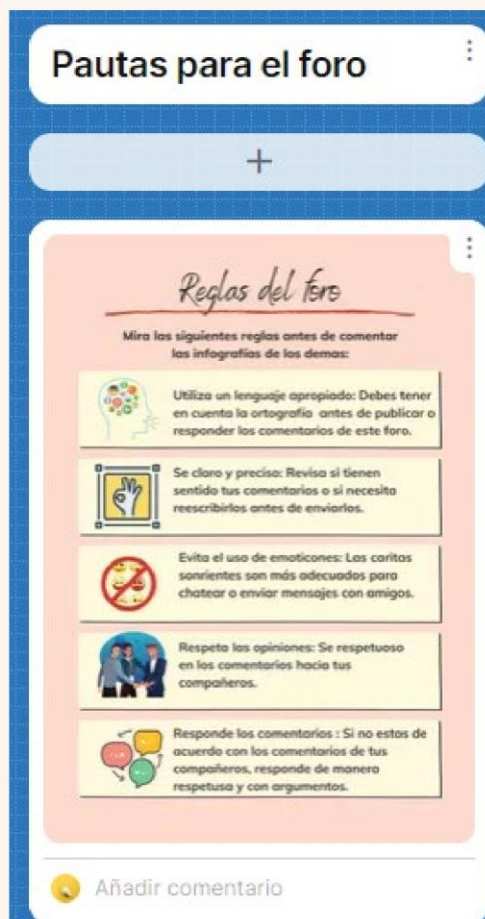 Pautas para el foro
+
Reglas del foro
Mira las siguientes reglas antes de comentar
las infografías de los demas:
Utiliza un lenguaje apropiado: Debes tener
en cuenta la ortografía antes de publicar o
responder los comentarios de este foro.
Se claro y preciso: Revisa si tienen
sentido tus comentarios o si necesita
reescribirlos antes de enviarlos.
Evita el uso de emoticones: Las caritas
sonrientes son más adecuados para
chatear o enviar mensajes con amigos.
Respeta las opiniones: Se respetuoso
en los comentarios hacia tus
compañeros.
Responde los comentarios : Si no estas de
acuerdo con los comentarios de tus
compañeros, responde de manera
respetusa y con argumentos.
Añadir comentario